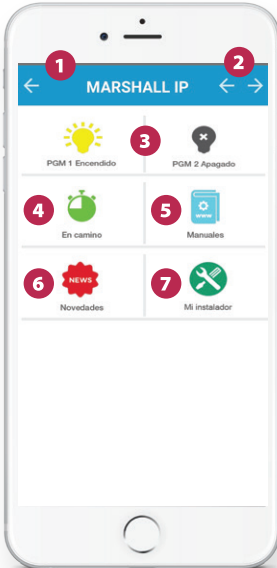 1
2
MARSHALL IP
3
PGM 1 Encendido
PGM 2 Apagado
4
5
www
En camino
Manuales
6
7
NEWS
Novedades
Mi instalador